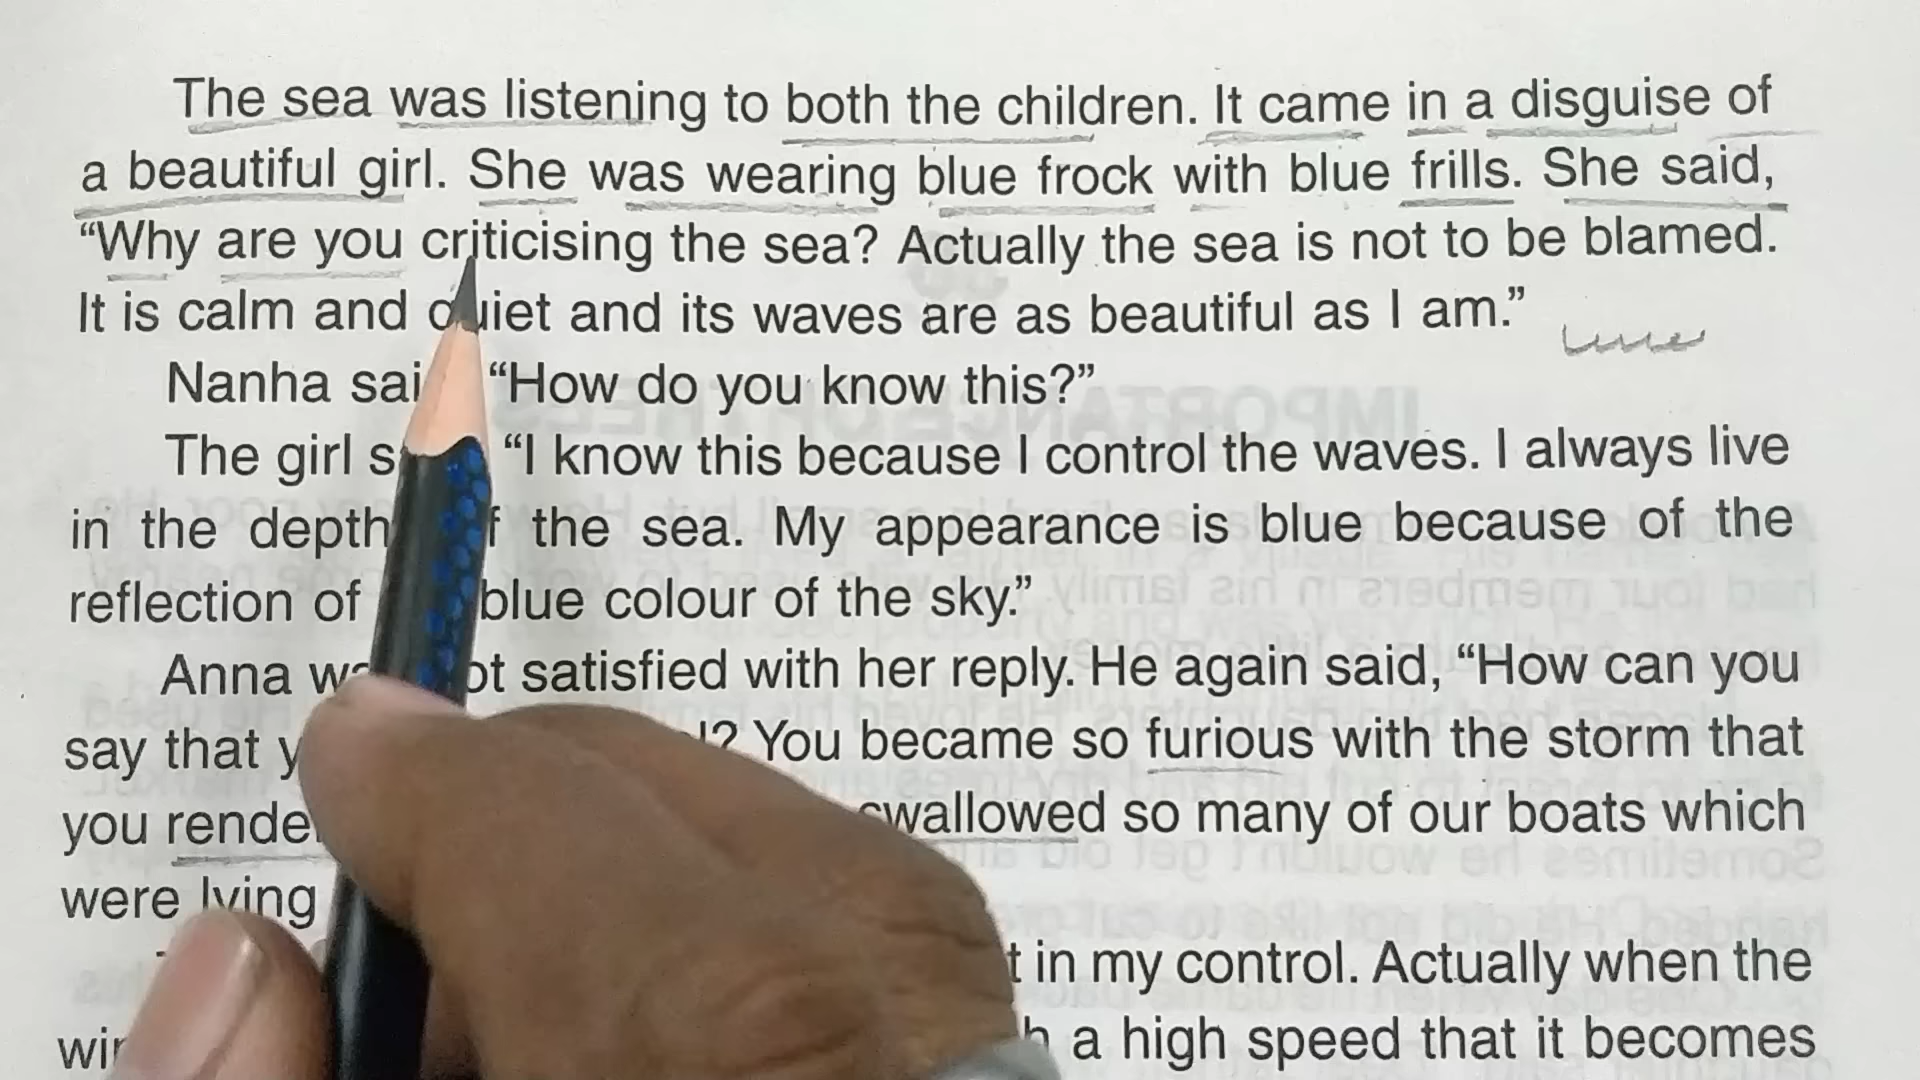 The sea was listening to both the children. It came in a disguise of
a beautiful girl. She was wearing blue frock with blue frills. She said,
“Why are you criticising the sea? Actually the sea is not to be blamed.
It is calm and quiet and its waves are as beautiful as I am.”
Nanha “How do you know this?”
The girl “I know this because I control the waves. I always live
in the depth the sea. My appearance is blue because of the
reflection of blue colour of the sky.”
Anna satisfied with her reply. He again said, “How can you
say that You became so furious with the storm that
you swallowed so many of our boats which
were lying
in my control. Actually when the
a high speed that it becomes